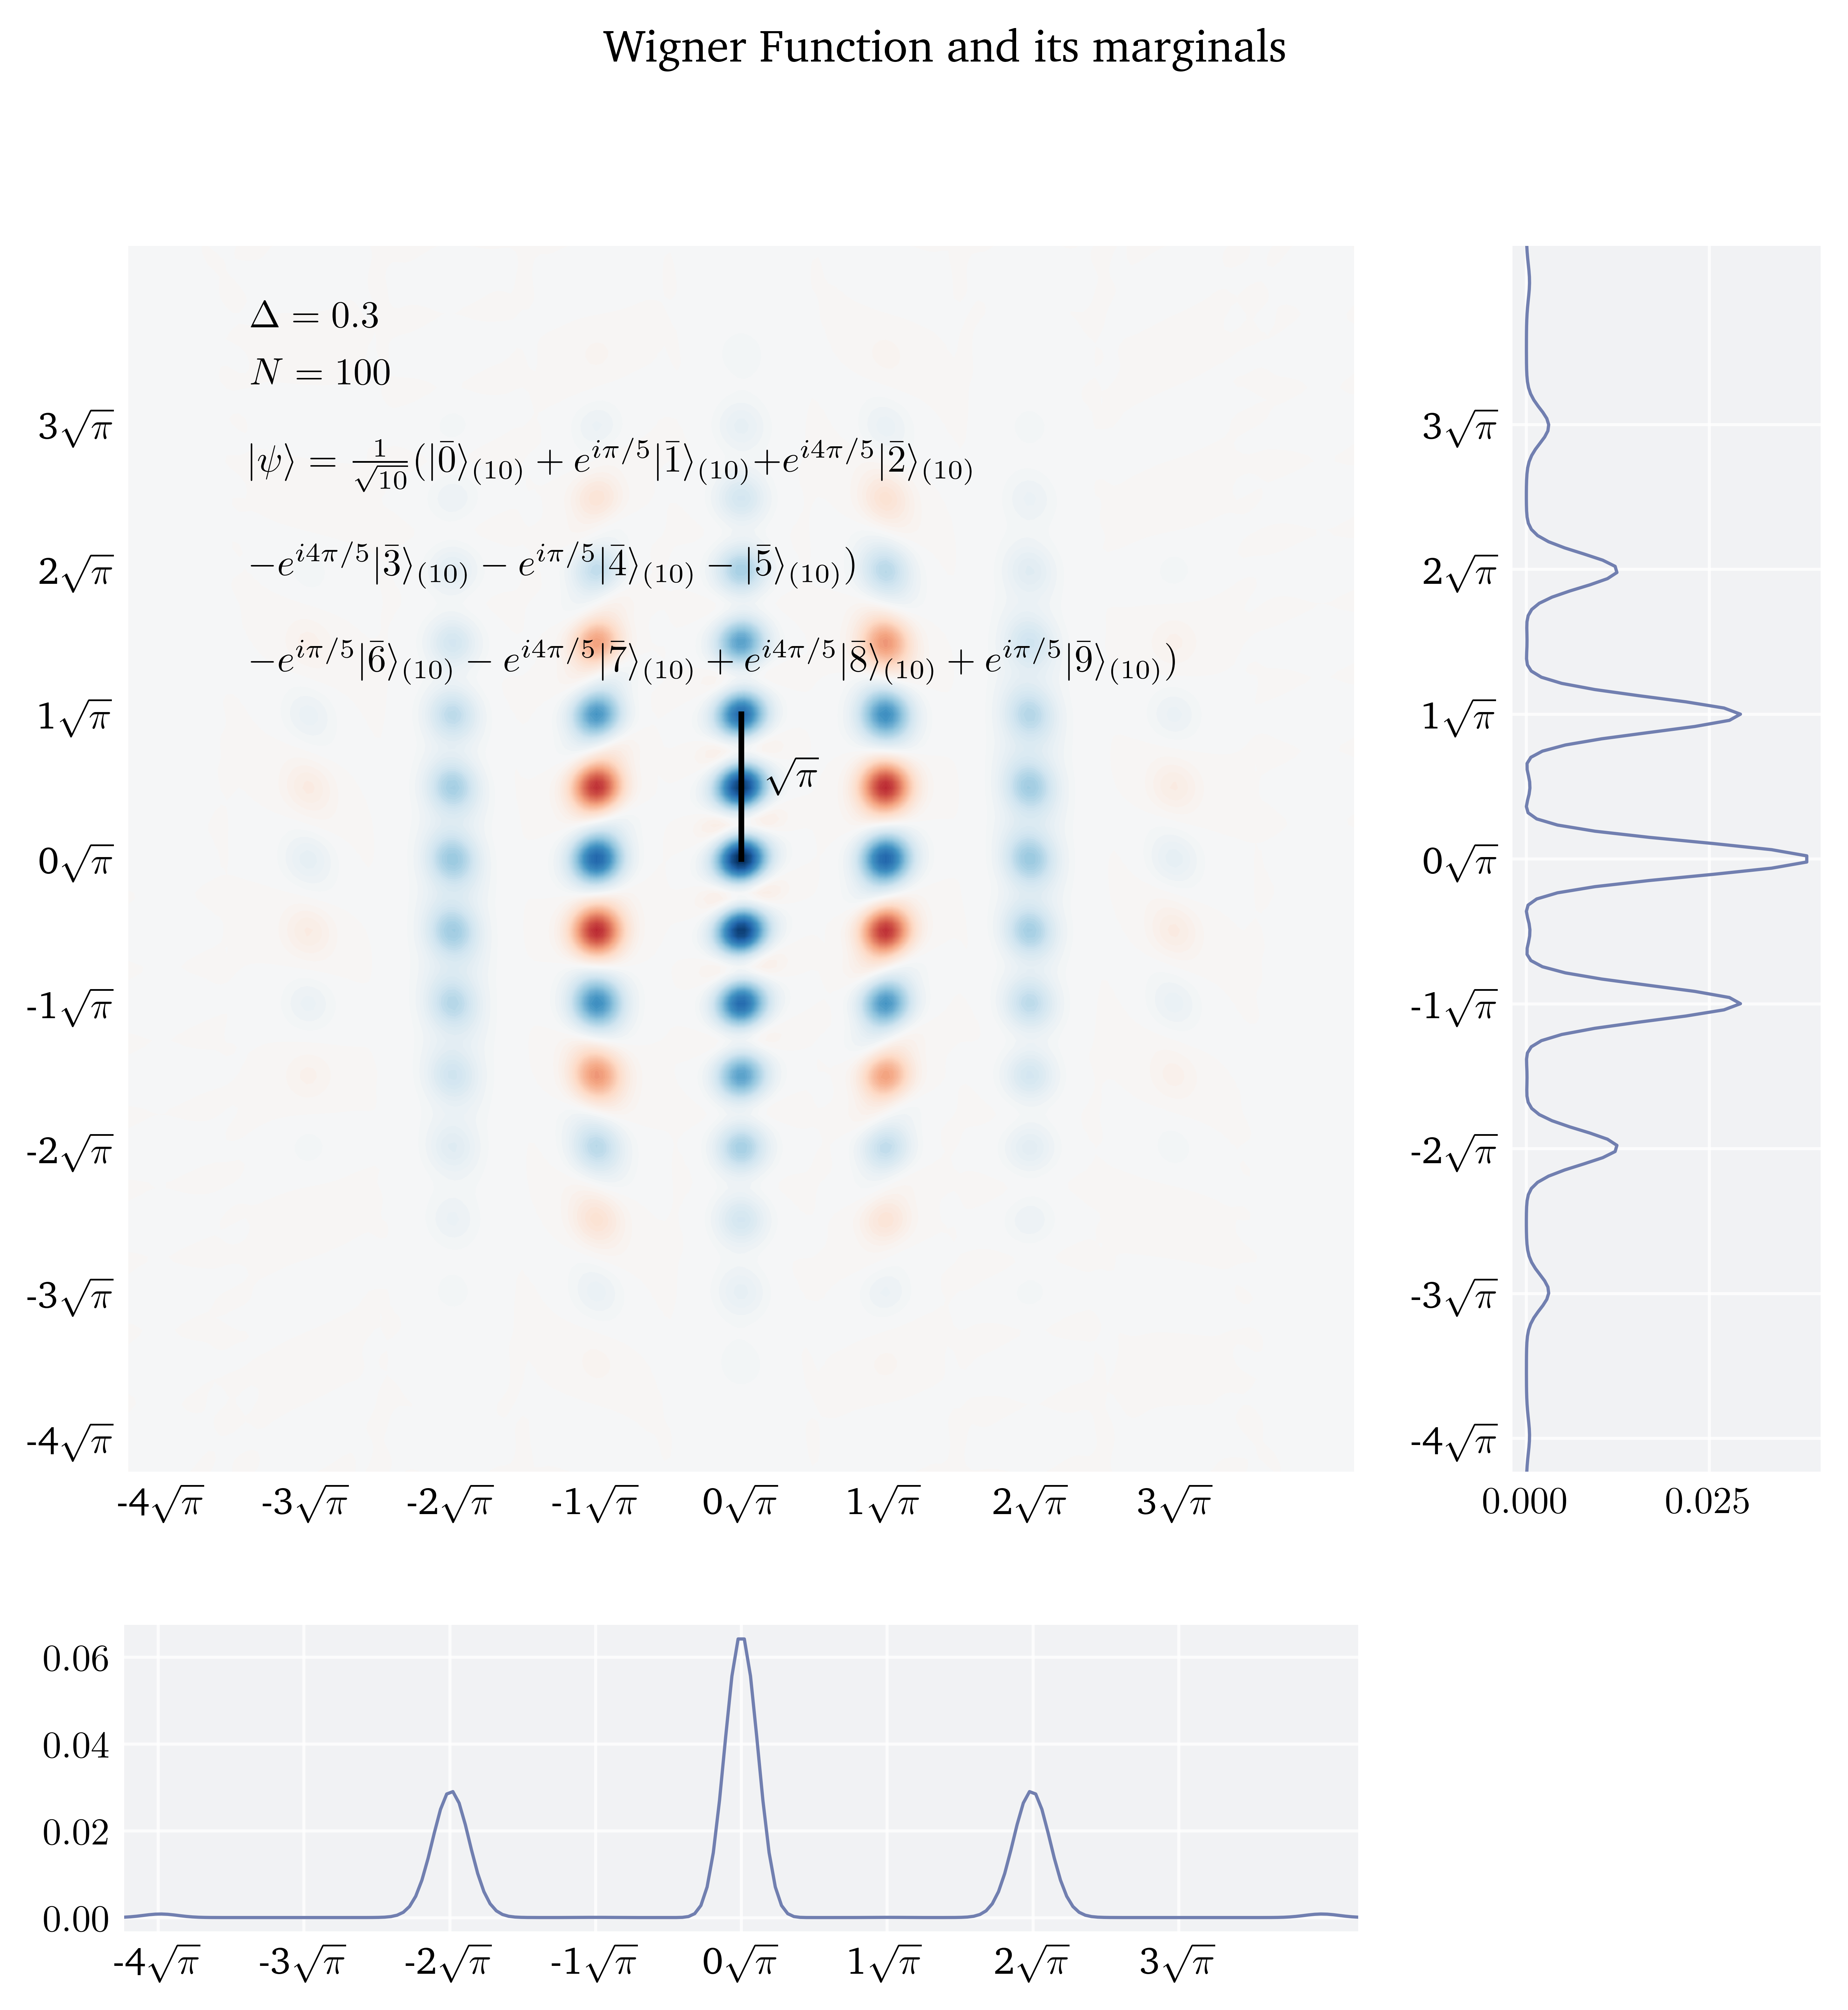 Wigner Function and its marginals
Δ = 0.3
N = 100
|ψ⟩ = 1/√10 (|0̄⟩(10) + e^{iπ/5}|1̄⟩(10)+e^{i4π/5}|2̄⟩(10)
−e^{i4π/5}|3̄⟩(10) − e^{iπ/5}|4̄⟩(10) − |5̄⟩(10))
−e^{iπ/5}|6̄⟩(10) − e^{i4π/5}|7̄⟩(10) + e^{i4π/5}|8̄⟩(10) + e^{iπ/5}|9̄⟩(10))
√π
3√π
2√π
1√π
0√π
-1√π
-2√π
-3√π
-4√π
-4√π -3√π -2√π -1√π 0√π 1√π 2√π 3√π
3√π
2√π
1√π
0√π
-1√π
-2√π
-3√π
-4√π
0.000 0.025
0.06
0.04
0.02
0.00
-4√π -3√π -2√π -1√π 0√π 1√π 2√π 3√π